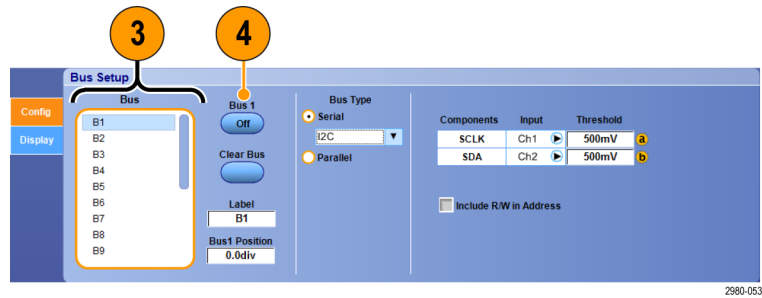 3
4
Bus Setup
Config
Display
Bus
B1
B2
B3
B4
B5
B6
B7
B8
B9
Bus 1
Off
Clear Bus
Label
B1
Bus1 Position
0.0div
Bus Type
Serial
I2C
Parallel
Components Input Threshold
SCLK Ch1 500mV a
SDA Ch2 500mV b
Include R/W in Address
2980-053